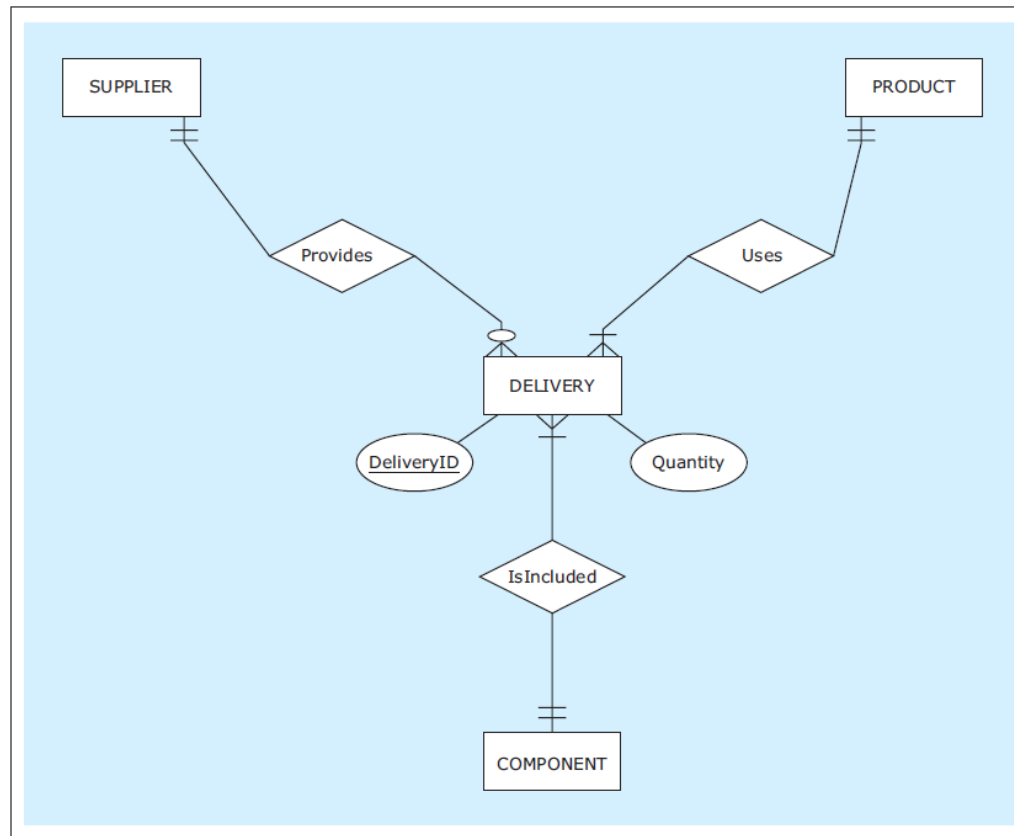 SUPPLIER
PRODUCT
Provides
Uses
DELIVERY
DeliveryID
Quantity
IsIncluded
COMPONENT